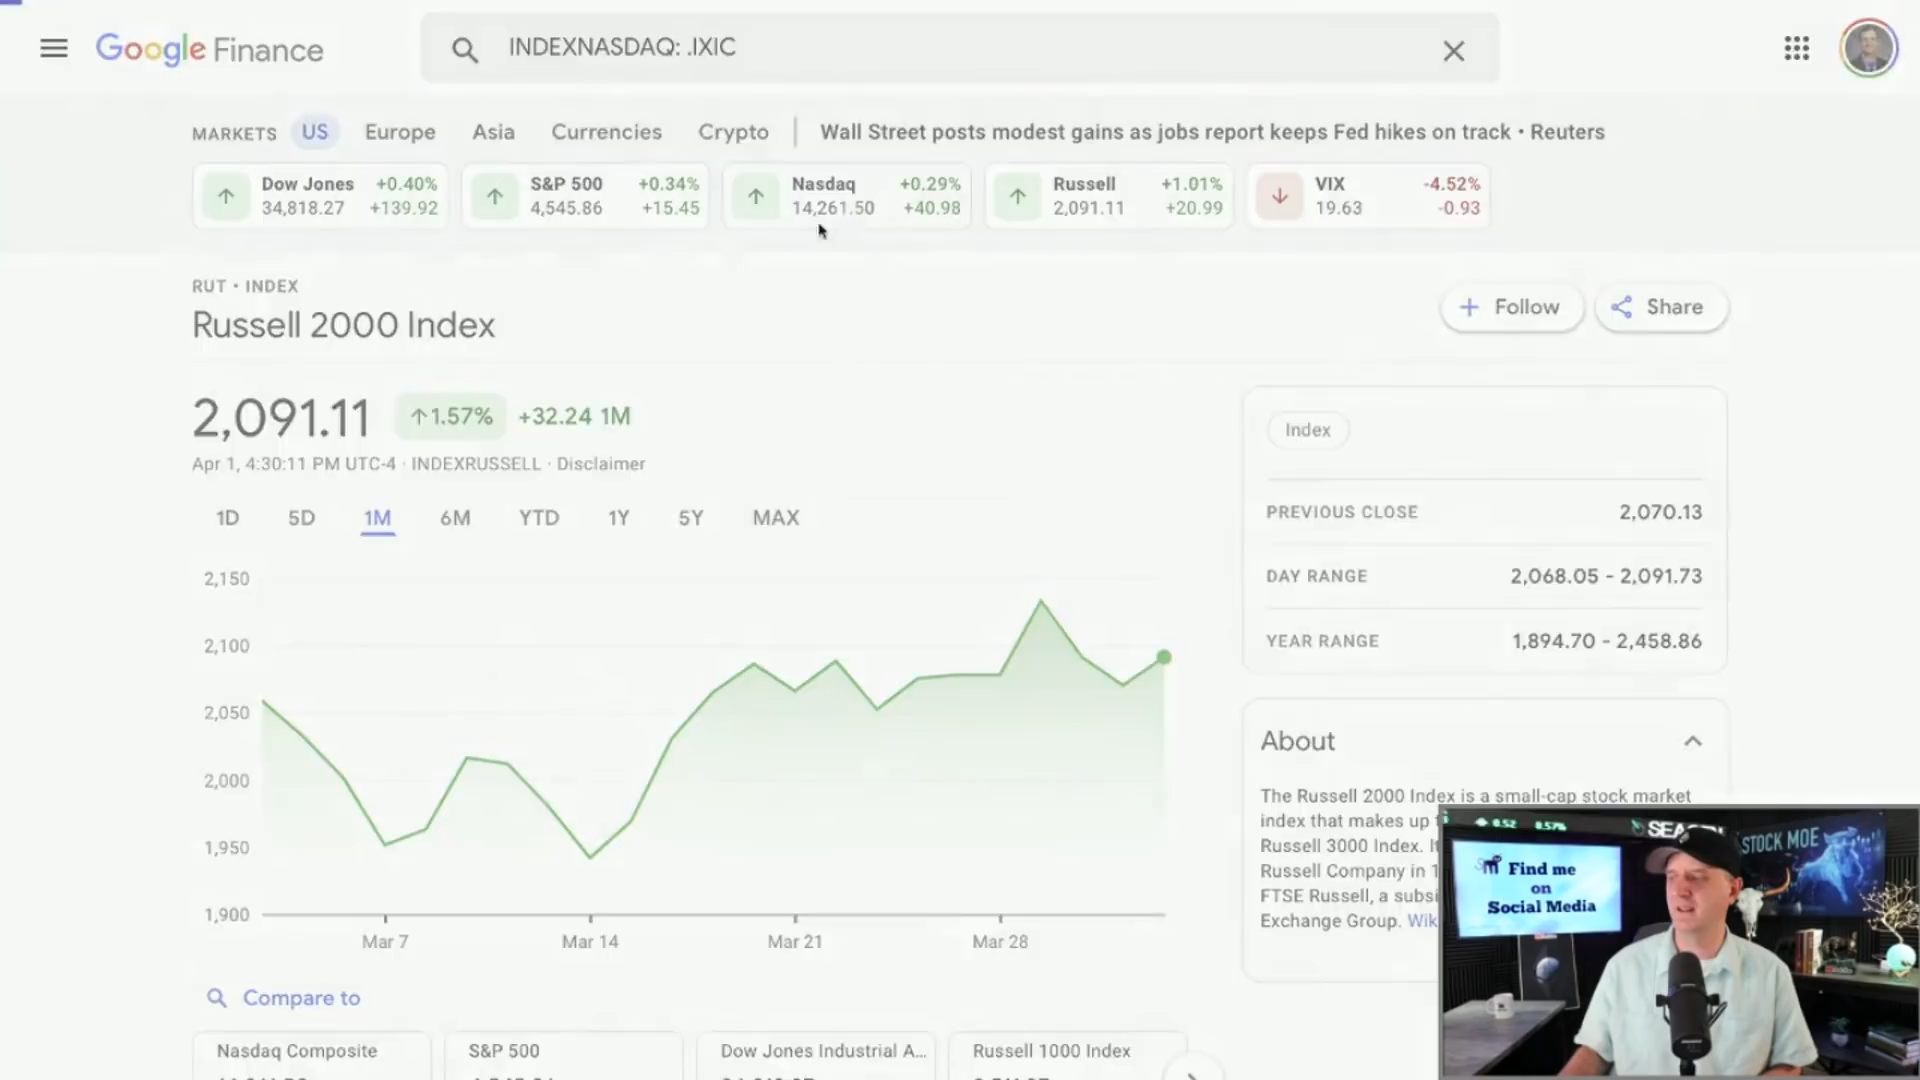 Google Finance
INDEXNASDAQ: .IXIC
MARKETS US Europe Asia Currencies Crypto Wall Street posts modest gains as jobs report keeps Fed hikes on track • Reuters
Dow Jones +0.40%
34,818.27 +139.92
S&P 500 +0.34%
4,545.86 +15.45
Nasdaq +0.29%
14,261.50 +40.98
Russell +1.01%
2,091.11 +20.99
VIX -4.52%
19.63 -0.93
RUT • INDEX
Russell 2000 Index
Follow
Share
2,091.11 1.57% +32.24 1M
Apr 1, 4:30:11 PM UTC-4 · INDEXRUSSELL · Disclaimer
1D 5D 1M 6M YTD 1Y 5Y MAX
2,150
2,100
2,050
2,000
1,950
1,900
Mar 7 Mar 14 Mar 21 Mar 28
Index
PREVIOUS CLOSE 2,070.13
DAY RANGE 2,068.05 - 2,091.73
YEAR RANGE 1,894.70 - 2,458.86
About
The Russell 2000 Index is a small-cap stock market
index that makes up
Russell 3000 Index.
Russell Company in 1
FTSE Russell, a subsi
Exchange Group. Wik
Compare to
Nasdaq Composite
S&P 500
Dow Jones Industrial A...
Russell 1000 Index
0.52 0.57%
STOCK MOE
Find me
on
Social Media